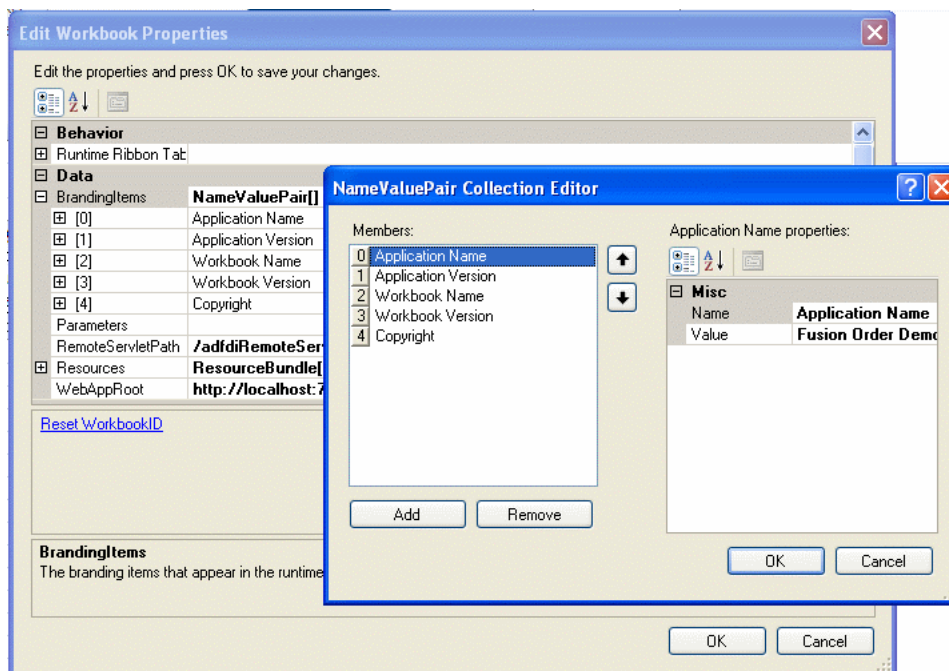 Edit Workbook Properties
Edit the properties and press OK to save your changes.
Behavior
Runtime Ribbon Tab
Data
BrandingItems NameValuePair[]
[0] Application Name
[1] Application Version
[2] Workbook Name
[3] Workbook Version
[4] Copyright
Parameters
RemoteServletPath /adfdiRemoteSer
Resources ResourceBundle[
WebAppRoot http://localhost:7
Reset WorkbookID
BrandingItems
The branding items that appear in the runtime
OK Cancel
NameValuePair Collection Editor
Members:
0 Application Name
1 Application Version
2 Workbook Name
3 Workbook Version
4 Copyright
Add Remove
Application Name properties:
Misc
Name Application Name
Value Fusion Order Demo
OK Cancel